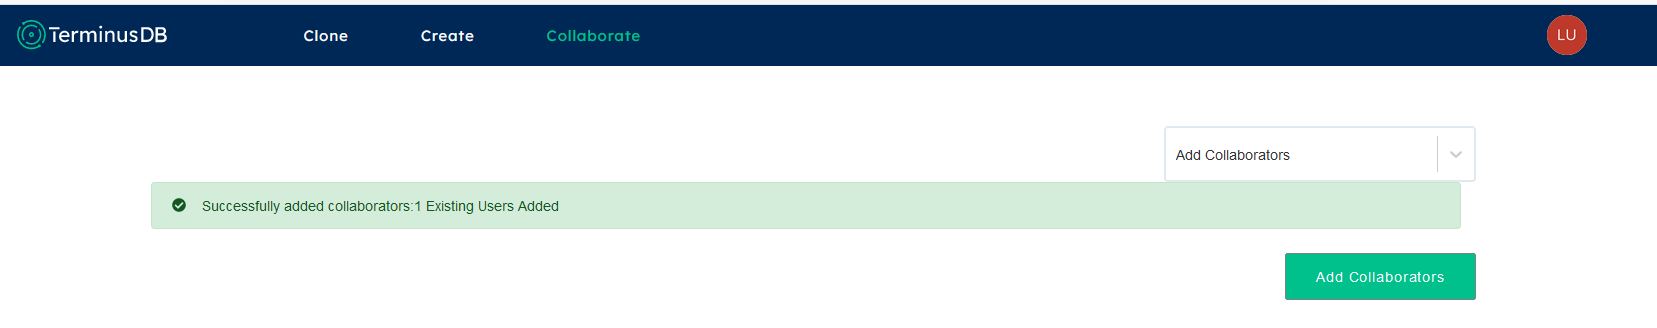 TerminusDB Clone Create Collaborate LU
Add Collaborators
Successfully added collaborators:1 Existing Users Added
Add Collaborators